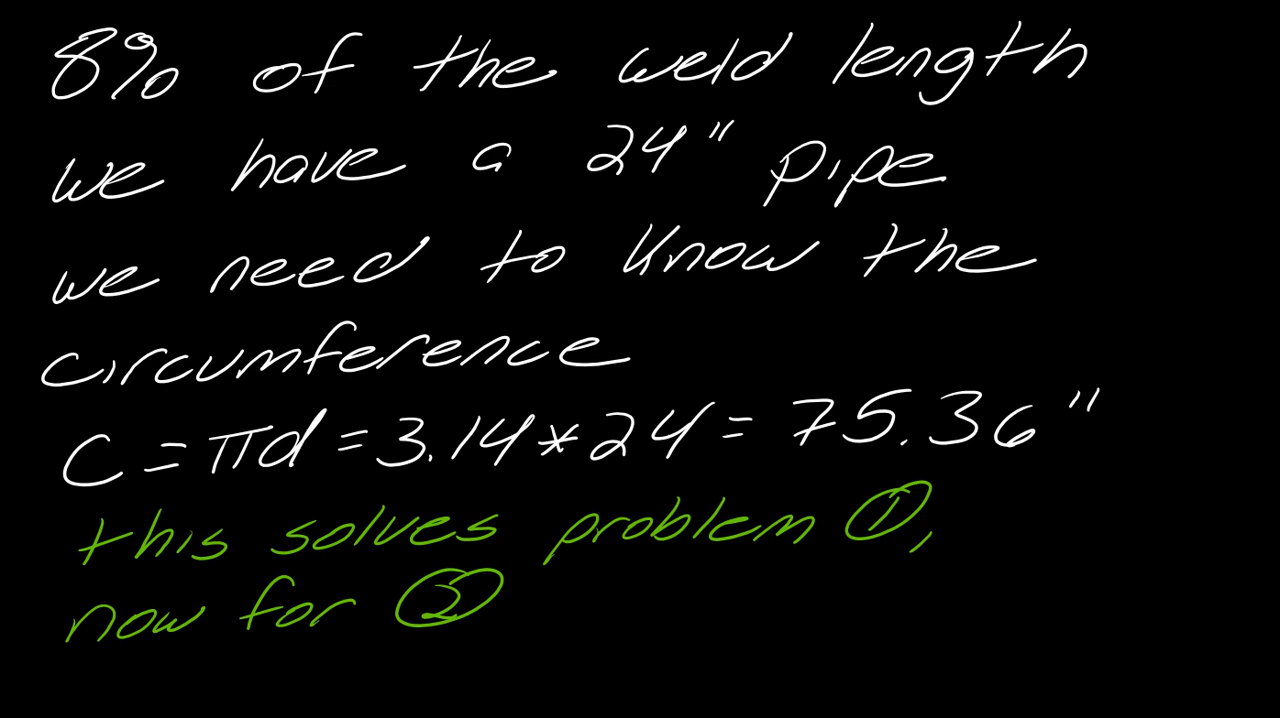 8% of the weld length
we have a 24" pipe
we need to know the
circumference
C = πd = 3.14*24 = 75.36"
this solves problem ①,
now for ②